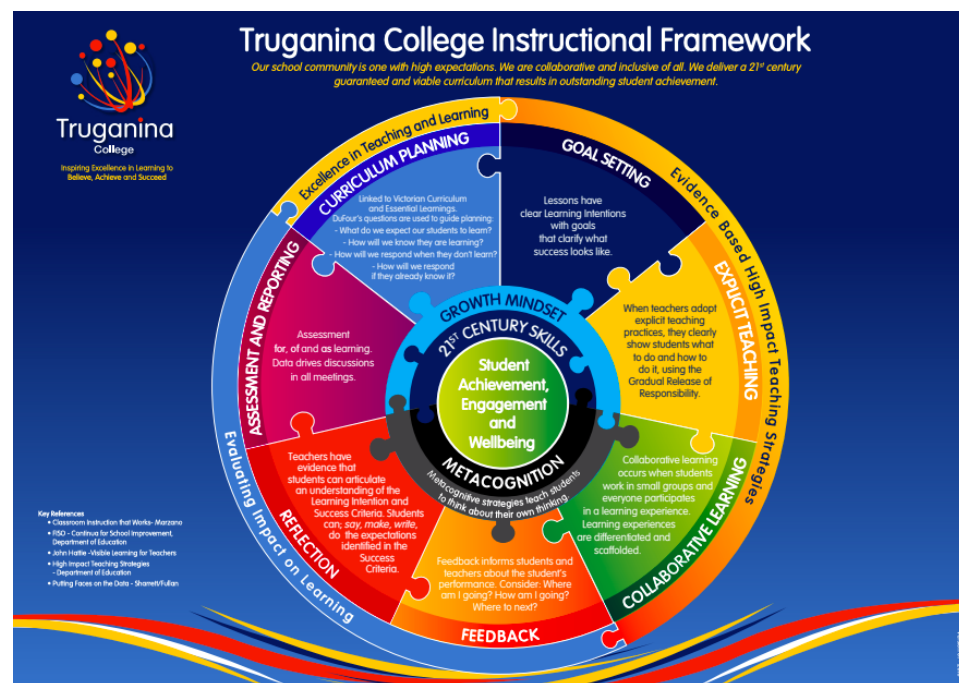 Truganina College Instructional Framework
Our school community is one with high expectations. We are collaborative and inclusive of all. We deliver a 21st century
guaranteed and viable curriculum that results in outstanding student achievement.
Truganina
College
Inspiring Excellence in Learning to
Believe, Achieve and Succeed
Excellence in Teaching and Learning
CURRICULUM PLANNING
Linked to Victorian Curriculum
and Essential Learnings.
DuFour's questions are used to guide planning:
- What do we expect our students to learn?
- How will we know they are learning?
- How will we respond when they don't learn?
- How will we respond
if they already know it?
GOAL SETTING
Lessons have
clear Learning Intentions
with goals
that clarify what
success looks like.
Evidence Based High Impact Teaching Strategies
EXPLICIT TEACHING
When teachers adopt
explicit teaching
practices, they clearly
show students what
to do and how to
do it, using the
Gradual Release of
Responsibility.
COLLABORATIVE LEARNING
Collaborative learning
occurs when students
work in small groups and
everyone participates
in a learning experience.
Learning experiences
are differentiated and
scaffolded.
FEEDBACK
Feedback informs students and
teachers about the student's
performance. Consider: Where
am I going? How am I going?
Where to next?
REFLECTION
Teachers have
evidence that
students can articulate
an understanding of the
Learning Intention and
Success Criteria. Students
can; say, make, write,
do the expectations
identified in the
Success
Criteria.
Evaluating Impact on Learning
ASSESSMENT AND REPORTING
Assessment
for, of and as learning.
Data drives discussions
in all meetings.
GROWTH MINDSET
21ST CENTURY SKILLS
Student
Achievement,
Engagement
and
Wellbeing
METACOGNITION
Metacognitive strategies teach students
to think about their own thinking.
Key References
• Classroom Instruction that Works- Marzano
• FISO - Continua for School Improvement,
Department of Education
• John Hattie -Visible Learning for Teachers
• High Impact Teaching Strategies
- Department of Education
• Putting Faces on the Data - Sharrett/Fullan